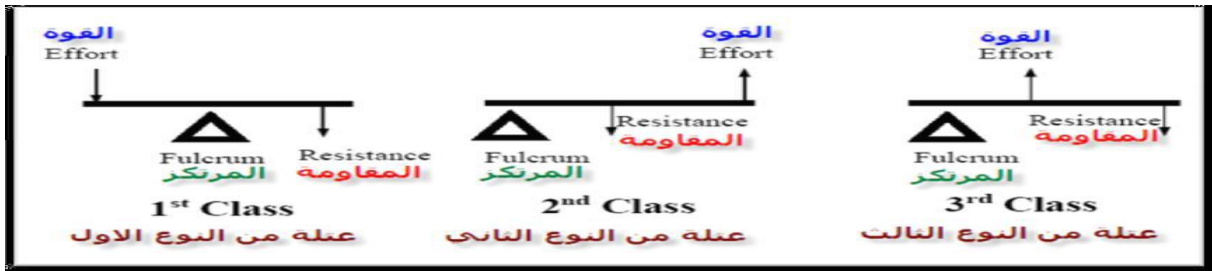 القوة
Effort
Fulcrum
المرتكز
Resistance
المقاومة
1st Class
عتلة من النوع الاول
القوة
Effort
Resistance
المقاومة
Fulcrum
المرتكز
2nd Class
عتلة من النوع الثاني
القوة
Effort
Resistance
المقاومة
Fulcrum
المرتكز
3rd Class
عتلة من النوع الثالث